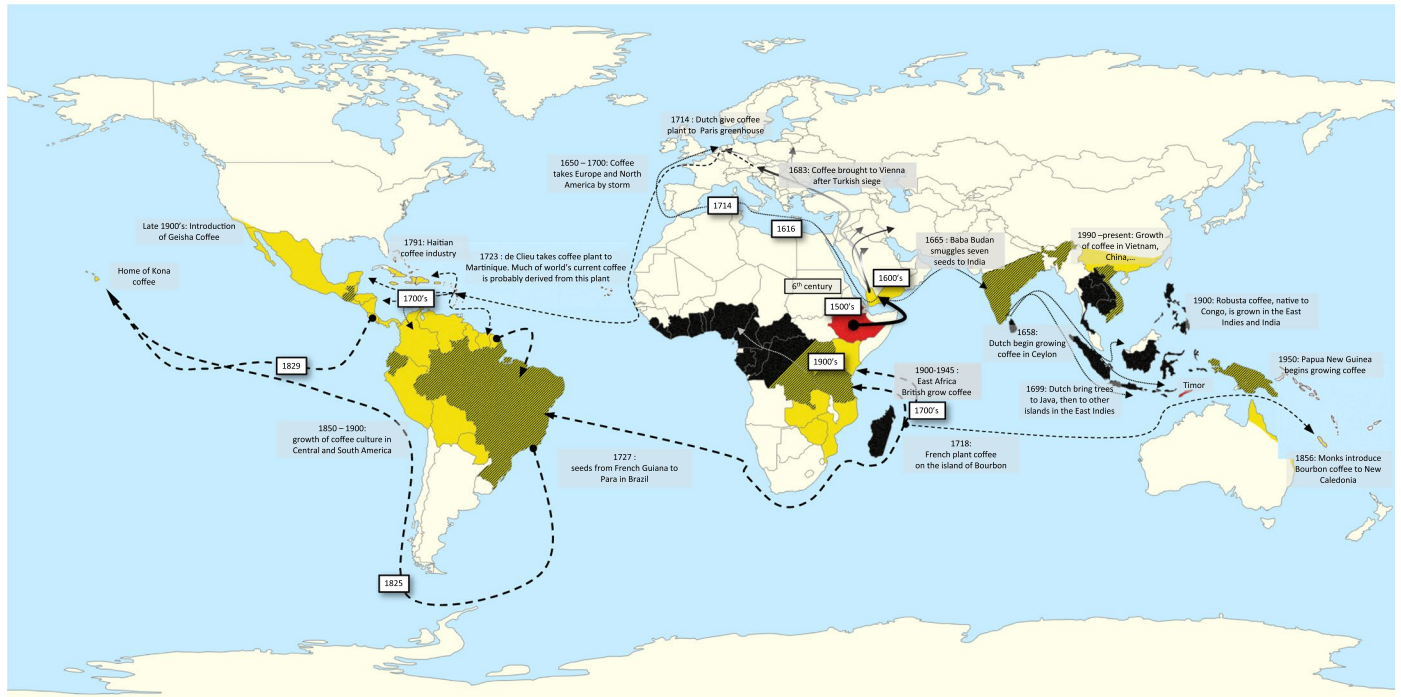 1714 : Dutch give coffee
plant to Paris greenhouse
1650 – 1700: Coffee
takes Europe and North
America by storm
1683: Coffee brought to Vienna
after Turkish siege
1714
1616
Late 1900's: Introduction
of Geisha Coffee
1791: Haitian
coffee industry
1723 : de Clieu takes coffee plant to
Martinique. Much of world's current coffee
is probably derived from this plant
1665 : Baba Budan
smuggles seven
seeds to India
1990 –present: Growth
of coffee in Vietnam,
China,...
Home of Kona
coffee
1700's
6th century
1600's
1500's
1900: Robusta coffee, native to
Congo, is grown in the East
Indies and India
1658:
Dutch begin growing
coffee in Ceylon
1829
1900's
1900-1945 :
East Africa
British grow coffee
1950: Papua New Guinea
begins growing coffee
1699: Dutch bring trees
to Java, then to other
islands in the East Indies
Timor
1700's
1850 – 1900:
growth of coffee culture in
Central and South America
1718:
French plant coffee
on the island of Bourbon
1727 :
seeds from French Guiana to
Para in Brazil
1856: Monks introduce
Bourbon coffee to New
Caledonia
1825